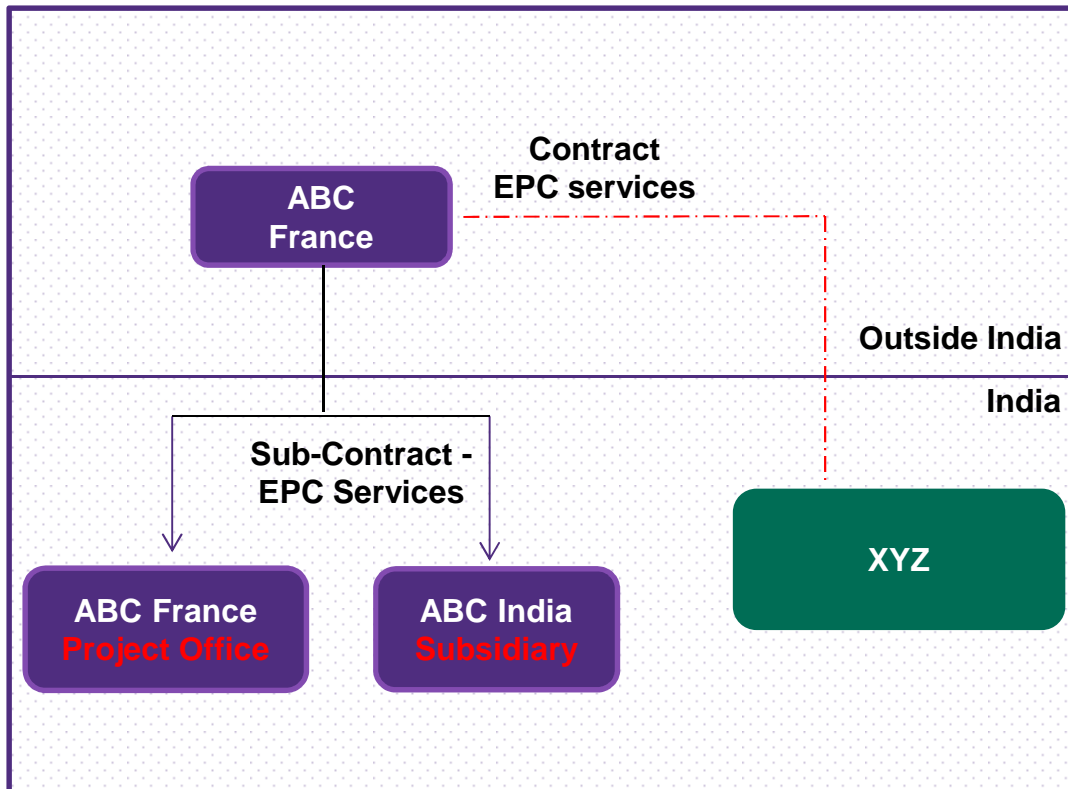 Contract
EPC services
ABC
France
Outside India
India
Sub-Contract -
EPC Services
ABC France
Project Office
ABC India
Subsidiary
XYZ